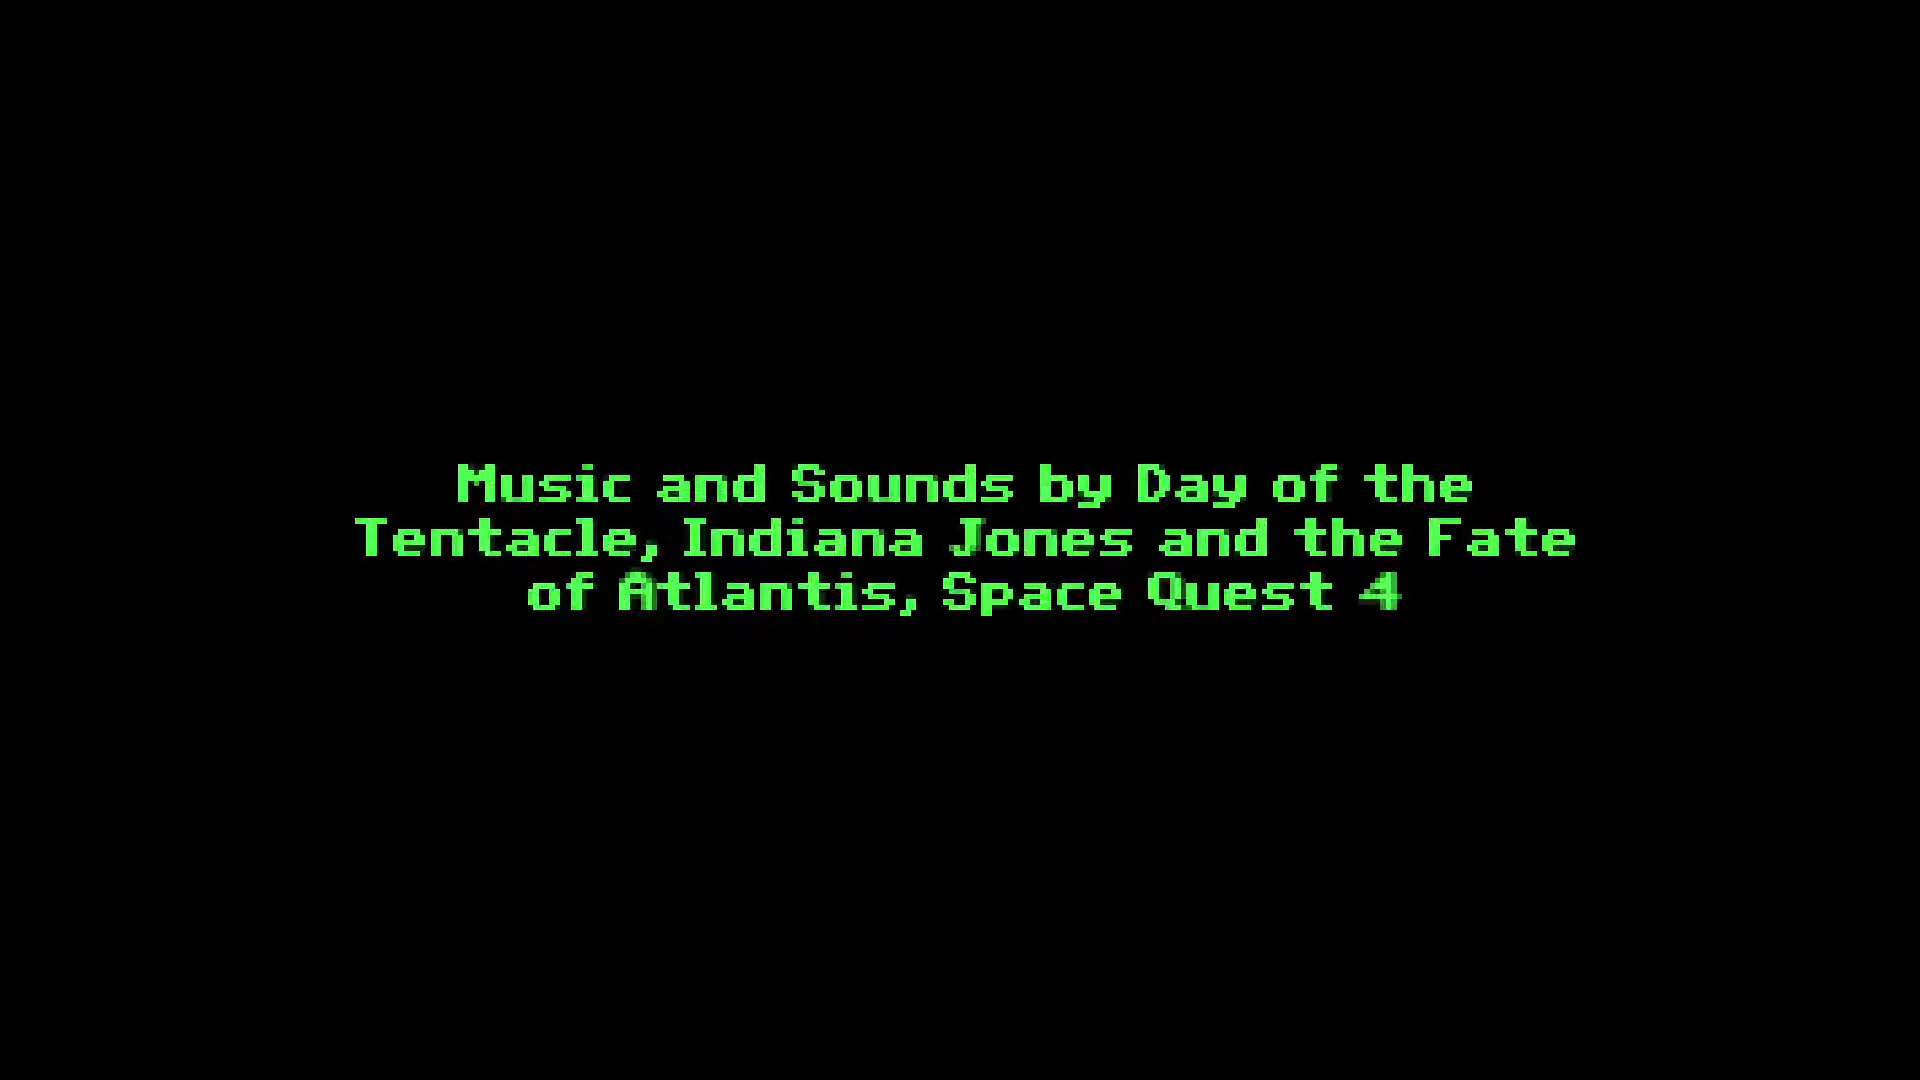 Music and Sounds by Day of the
Tentacle, Indiana Jones and the Fate
of Atlantis, Space Quest 4